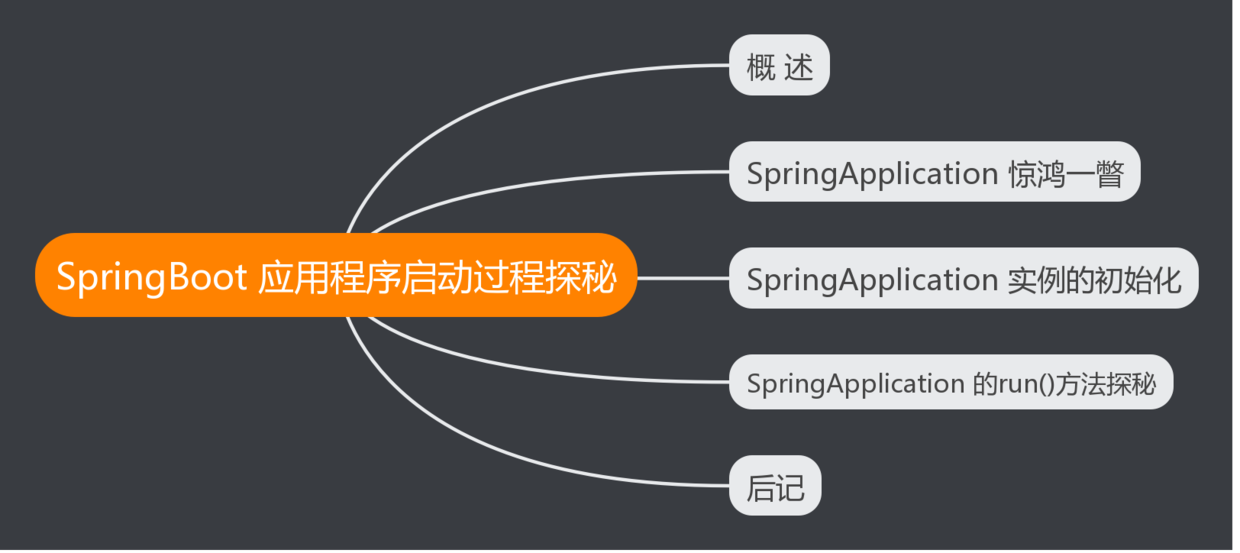 概 述
SpringApplication 惊鸿一瞥
SpringBoot 应用程序启动过程探秘
SpringApplication 实例的初始化
SpringApplication 的run()方法探秘
后记